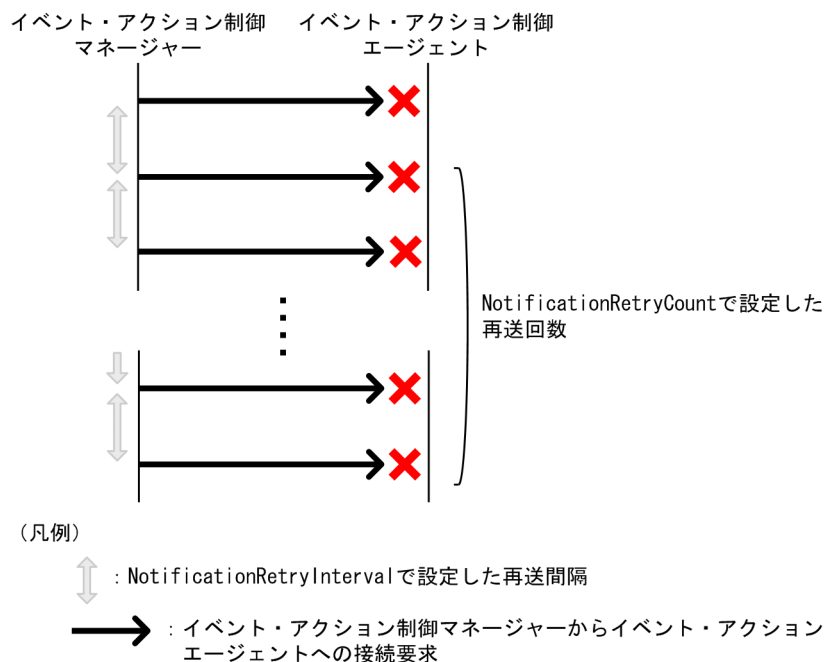 イベント・アクション制御
マネージャー
イベント・アクション制御
エージェント
NotificationRetryCountで設定した
再送回数
（凡例）
：NotificationRetryIntervalで設定した再送間隔
：イベント・アクション制御マネージャーからイベント・アクション
エージェントへの接続要求